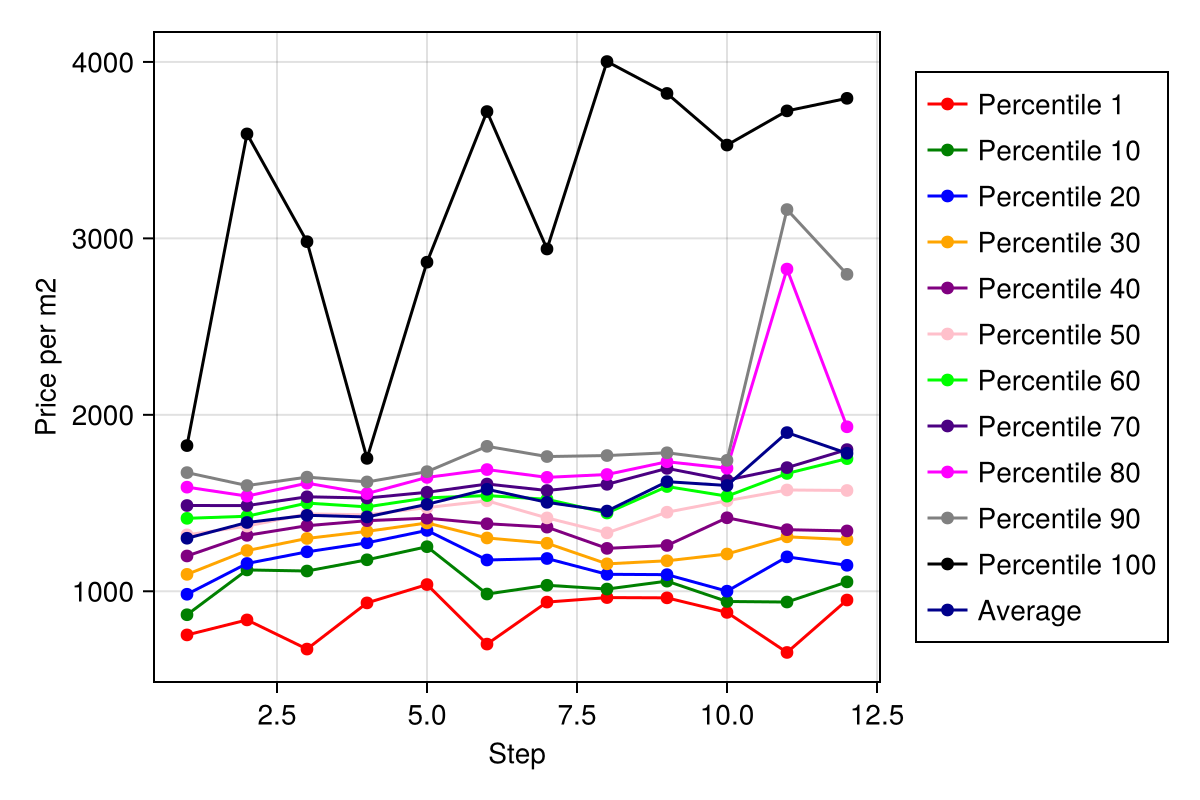 4000
3000
2000
1000
Price per m2
2.5
5.0
7.5
10.0
12.5
Step
Percentile 1
Percentile 10
Percentile 20
Percentile 30
Percentile 40
Percentile 50
Percentile 60
Percentile 70
Percentile 80
Percentile 90
Percentile 100
Average